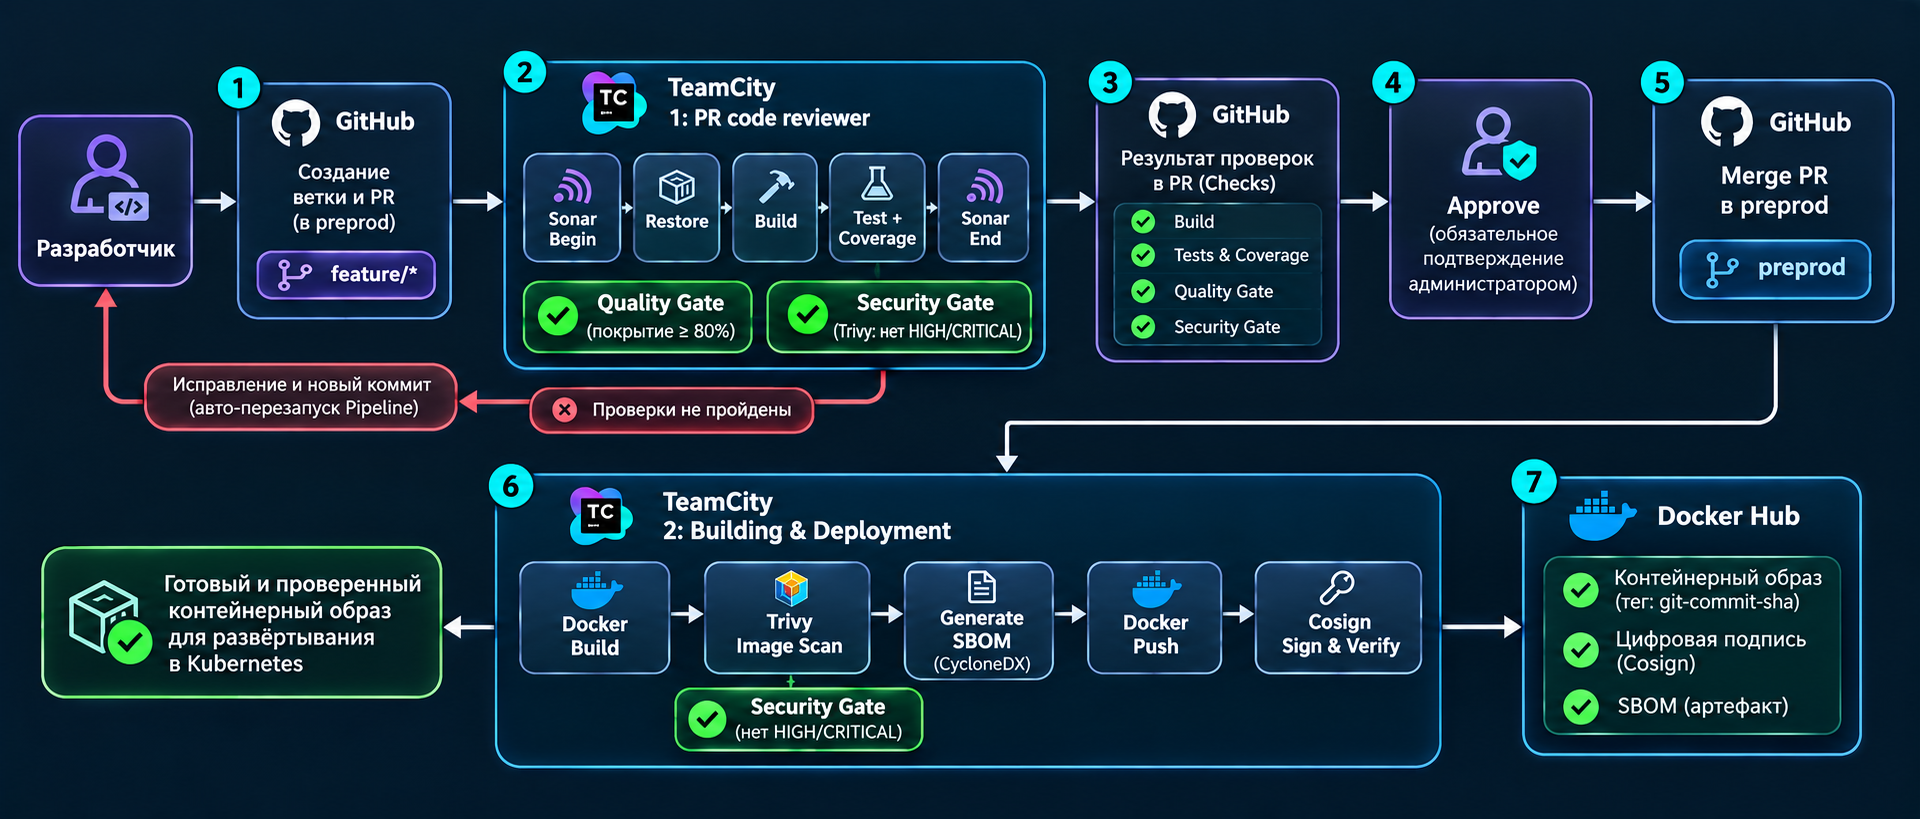 Разработчик
1
GitHub
Создание
ветки и PR
(в preprod)
feature/*
2
TC
TeamCity
1: PR code reviewer
Sonar
Begin
Restore
Build
Test +
Coverage
Sonar
End
Quality Gate
(покрытие ≥ 80%)
Security Gate
(Trivy: нет HIGH/CRITICAL)
3
GitHub
Результат проверок
в PR (Checks)
Build
Tests & Coverage
Quality Gate
Security Gate
4
Approve
(обязательное
подтверждение
администратором)
5
GitHub
Merge PR
в preprod
preprod
Исправление и новый коммит
(авто-перезапуск Pipeline)
Проверки не пройдены
6
TC
TeamCity
2: Building & Deployment
Docker
Build
Trivy
Image Scan
Generate
SBOM
(CycloneDX)
Docker
Push
Cosign
Sign & Verify
Security Gate
(нет HIGH/CRITICAL)
7
Docker Hub
Контейнерный образ
(тег: git-commit-sha)
Цифровая подпись
(Cosign)
SBOM (артефакт)
Готовый и проверенный
контейнерный образ
для развёртывания
в Kubernetes